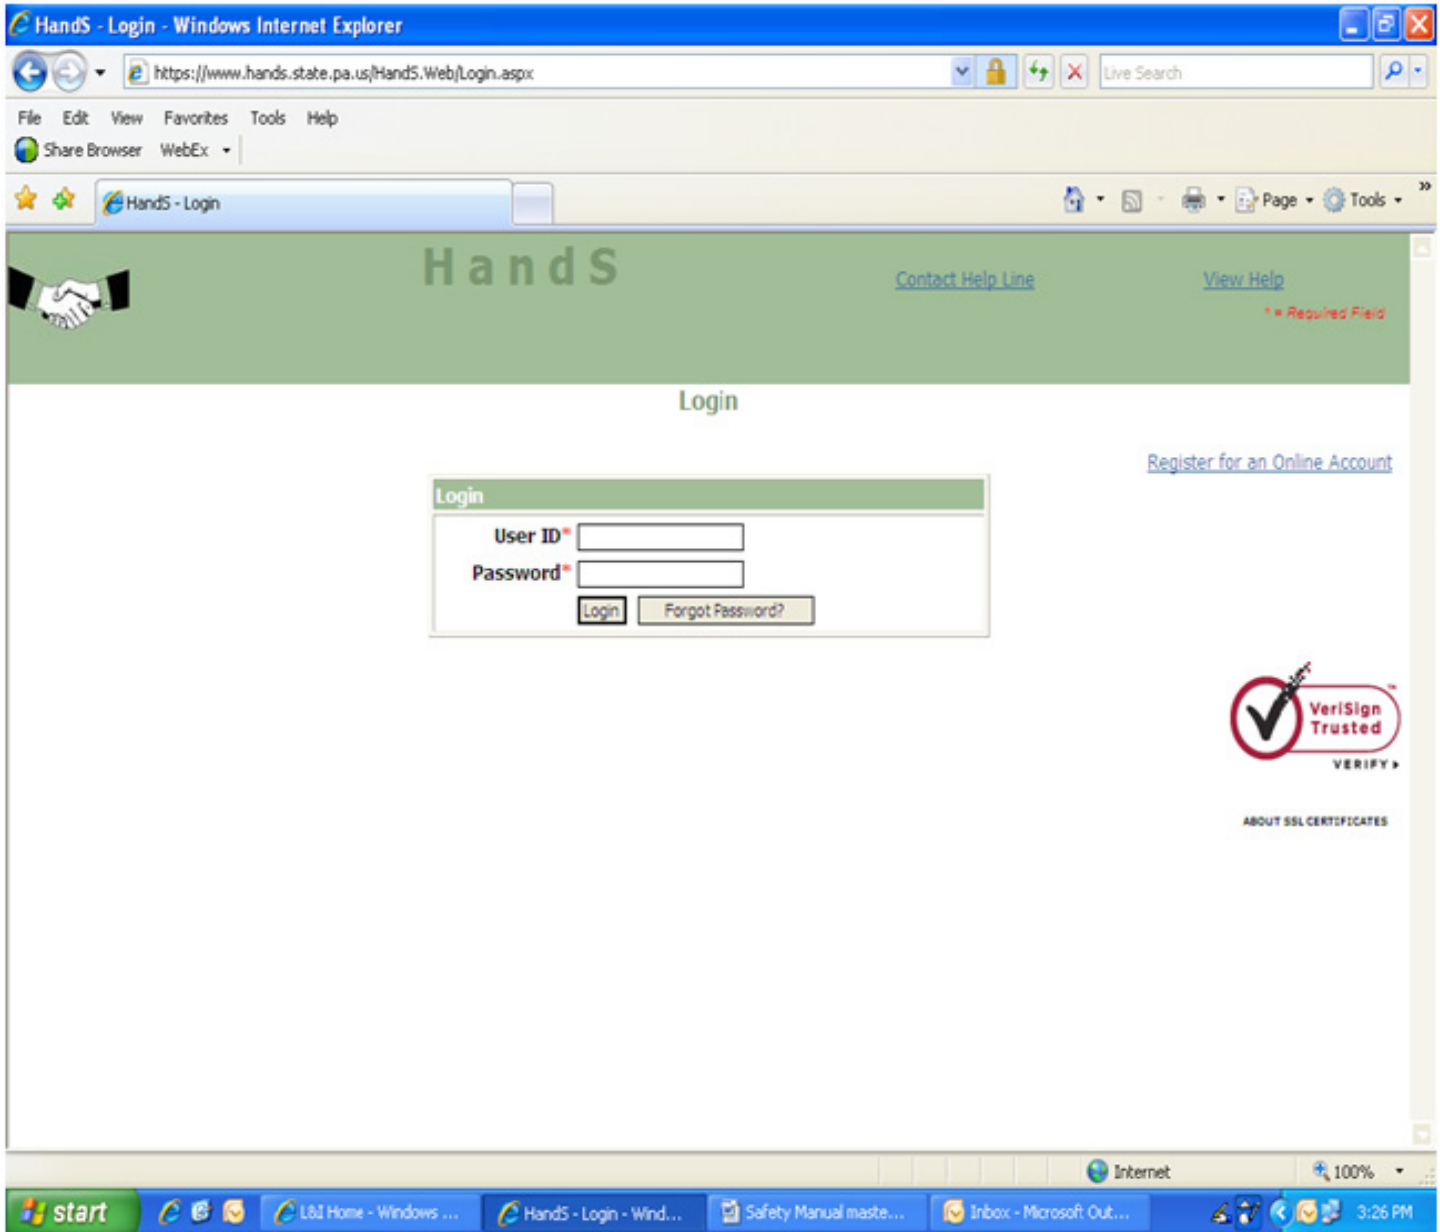 HandS - Login - Windows Internet Explorer
https://www.hands.state.pa.us/HandS.Web/Login.aspx
Live Search
File Edit View Favorites Tools Help
Share Browser WebEx
HandS - Login
Page Tools »
HandS
Contact Help Line
View Help
* = Required Field
Login
Register for an Online Account
Login
User ID*
Password*
Login Forgot Password?
VeriSign
Trusted
VERIFY
ABOUT SSL CERTIFICATES
Internet 100%
start L&I Home - Windows ... HandS - Login - Wind... Safety Manual maste... Inbox - Microsoft Out... 3:26 PM